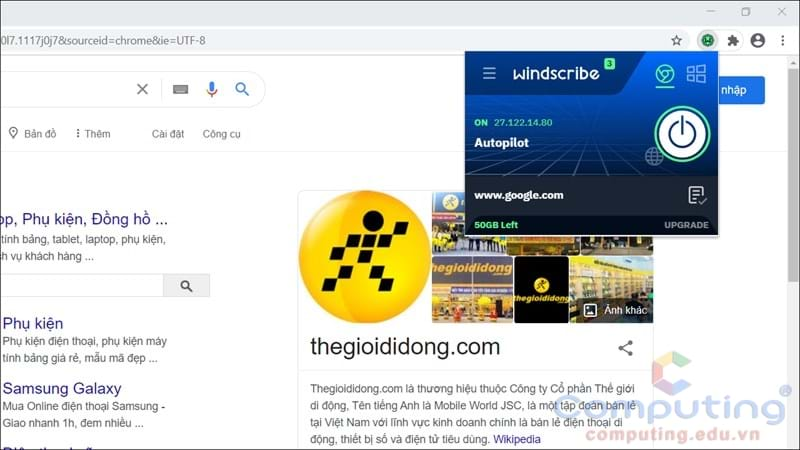 0l7.1117j0j7&sourceid=chrome&ie=UTF-8
windscribe 3
nhập
ON 27.122.14.80
Autopilot
www.google.com
50GB Left UPGRADE
Bản đồ Thêm Cài đặt Công cụ
op, Phụ kiện, Đồng hồ ...
tính bảng, tablet, laptop, phụ kiện,
ch vụ khách hàng ...
Phụ kiện
Phụ kiện điện thoại, phụ kiện máy
tính bảng giá rẻ, mẫu mã đẹp ...
Samsung Galaxy
Mua Online điện thoại Samsung -
Giao nhanh 1h, đem nhiều ...
thegioididong
Ảnh khác
thegioididong.com
Thegioididong.com là thương hiệu thuộc Công ty Cổ phần Thế giới
di động, Tên tiếng Anh là Mobile World JSC, là một tập đoàn bán lẻ
tại Việt Nam với lĩnh vực kinh doanh chính là bán lẻ điện thoại di
động, thiết bị số và điện tử tiêu dùng. Wikipedia
Computing®
computing.edu.vn